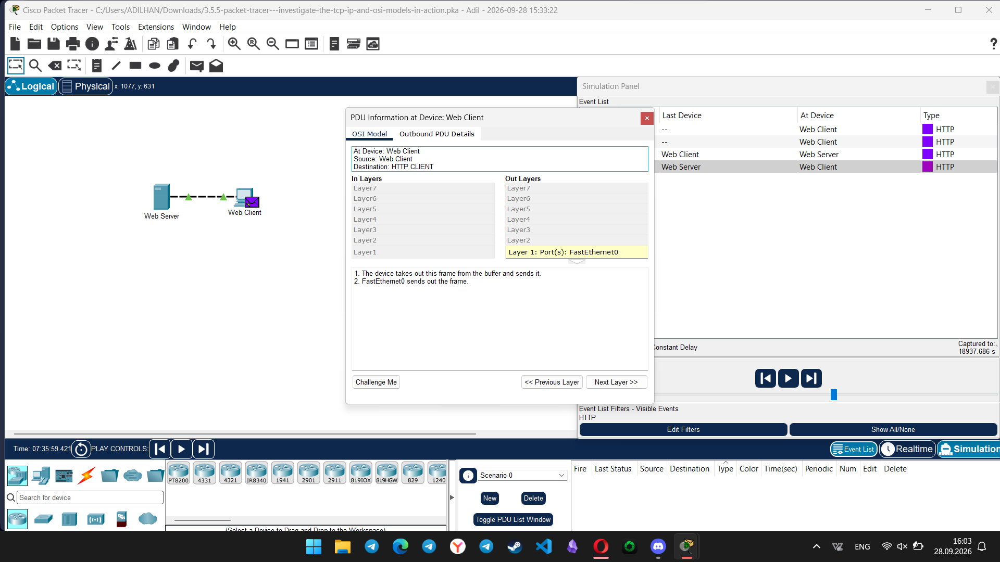 Cisco Packet Tracer - C:/Users/ADILHAN/Downloads/3.5.5-packet-tracer---investigate-the-tcp-ip-and-osi-models-in-action.pka - Adil - 2026-09-28 15:33:22
File Edit Options View Tools Extensions Window Help
Logical Physical x: 1077, y: 631
Simulation Panel
Event List
Last Device At Device Type
-- Web Client HTTP
-- Web Client HTTP
Web Client Web Server HTTP
Web Server Web Client HTTP
PDU Information at Device: Web Client
OSI Model Outbound PDU Details
At Device: Web Client
Source: Web Client
Destination: HTTP CLIENT
In Layers Out Layers
Layer7 Layer7
Layer6 Layer6
Layer5 Layer5
Layer4 Layer4
Layer3 Layer3
Layer2 Layer2
Layer1 Layer 1: Port(s): FastEthernet0
1. The device takes out this frame from the buffer and sends it.
2. FastEthernet0 sends out the frame.
Challenge Me << Previous Layer Next Layer >>
Web Server
Web Client
Constant Delay
Captured to:
18937.686 s
Event List Filters - Visible Events
HTTP
Edit Filters Show All/None
Time: 07:35:59.421 PLAY CONTROLS: Event List Realtime Simulation
PT8200 4331 4321 IR8340 1941 2901 2911 819IOX 819HGW 829 1240
Search for device
(Select a Device to Drag and Drop to the Workspace)
Scenario 0
New Delete
Toggle PDU List Window
Fire Last Status Source Destination Type Color Time(sec) Periodic Num Edit Delete
ENG
16:03
28.09.2026